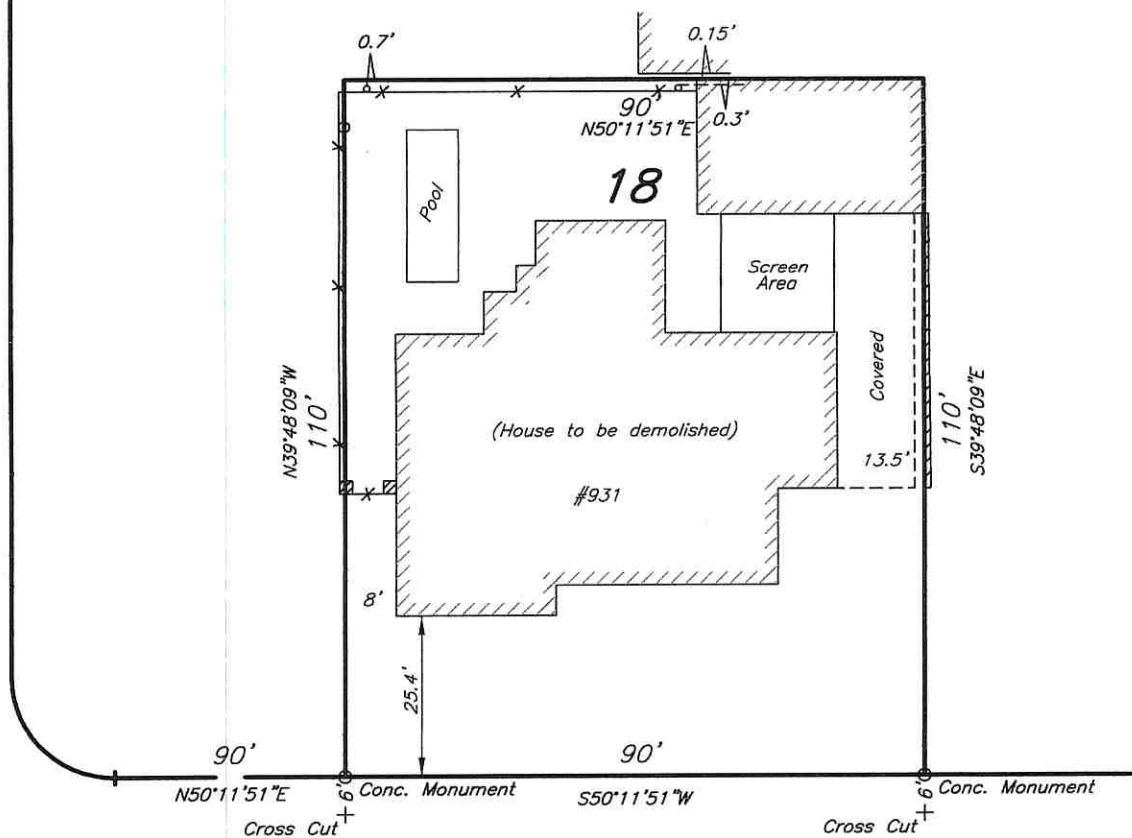 0.7'
0.15'
90'
N50°11'51"E
0.3'
18
Pool
Screen
Area
Covered
N39°48'09"W
110'
(House to be demolished)
#931
13.5'
110'
S39°48'09"E
8'
25.4'
90'
N50°11'51"E
90'
S50°11'51"W
6'
Conc. Monument
Cross Cut
6'
Conc. Monument
Cross Cut